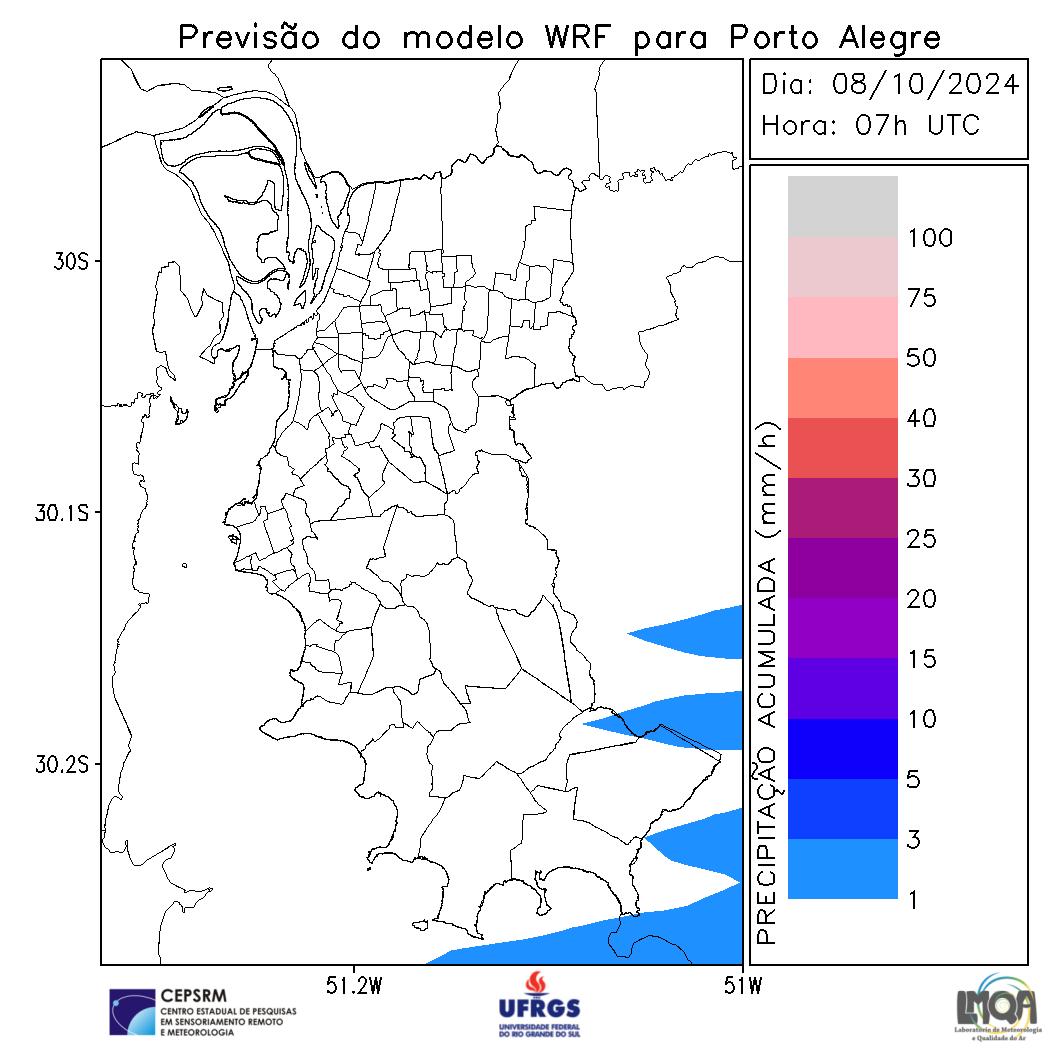 Previsão do modelo WRF para Porto Alegre
Dia: 08/10/2024
Hora: 07h UTC
30S
30.1S
30.2S
51.2W
51W
PRECIPITAÇÃO ACUMULADA (mm/h)
100
75
50
40
30
25
20
15
10
5
3
1
CEPSRM
CENTRO ESTADUAL DE PESQUISAS
EM SENSORIAMENTO REMOTO
E METEOROLOGIA
UFRGS
UNIVERSIDADE FEDERAL
DO RIO GRANDE DO SUL
LMQA
Laboratório de Meteorologia
e Qualidade do Ar